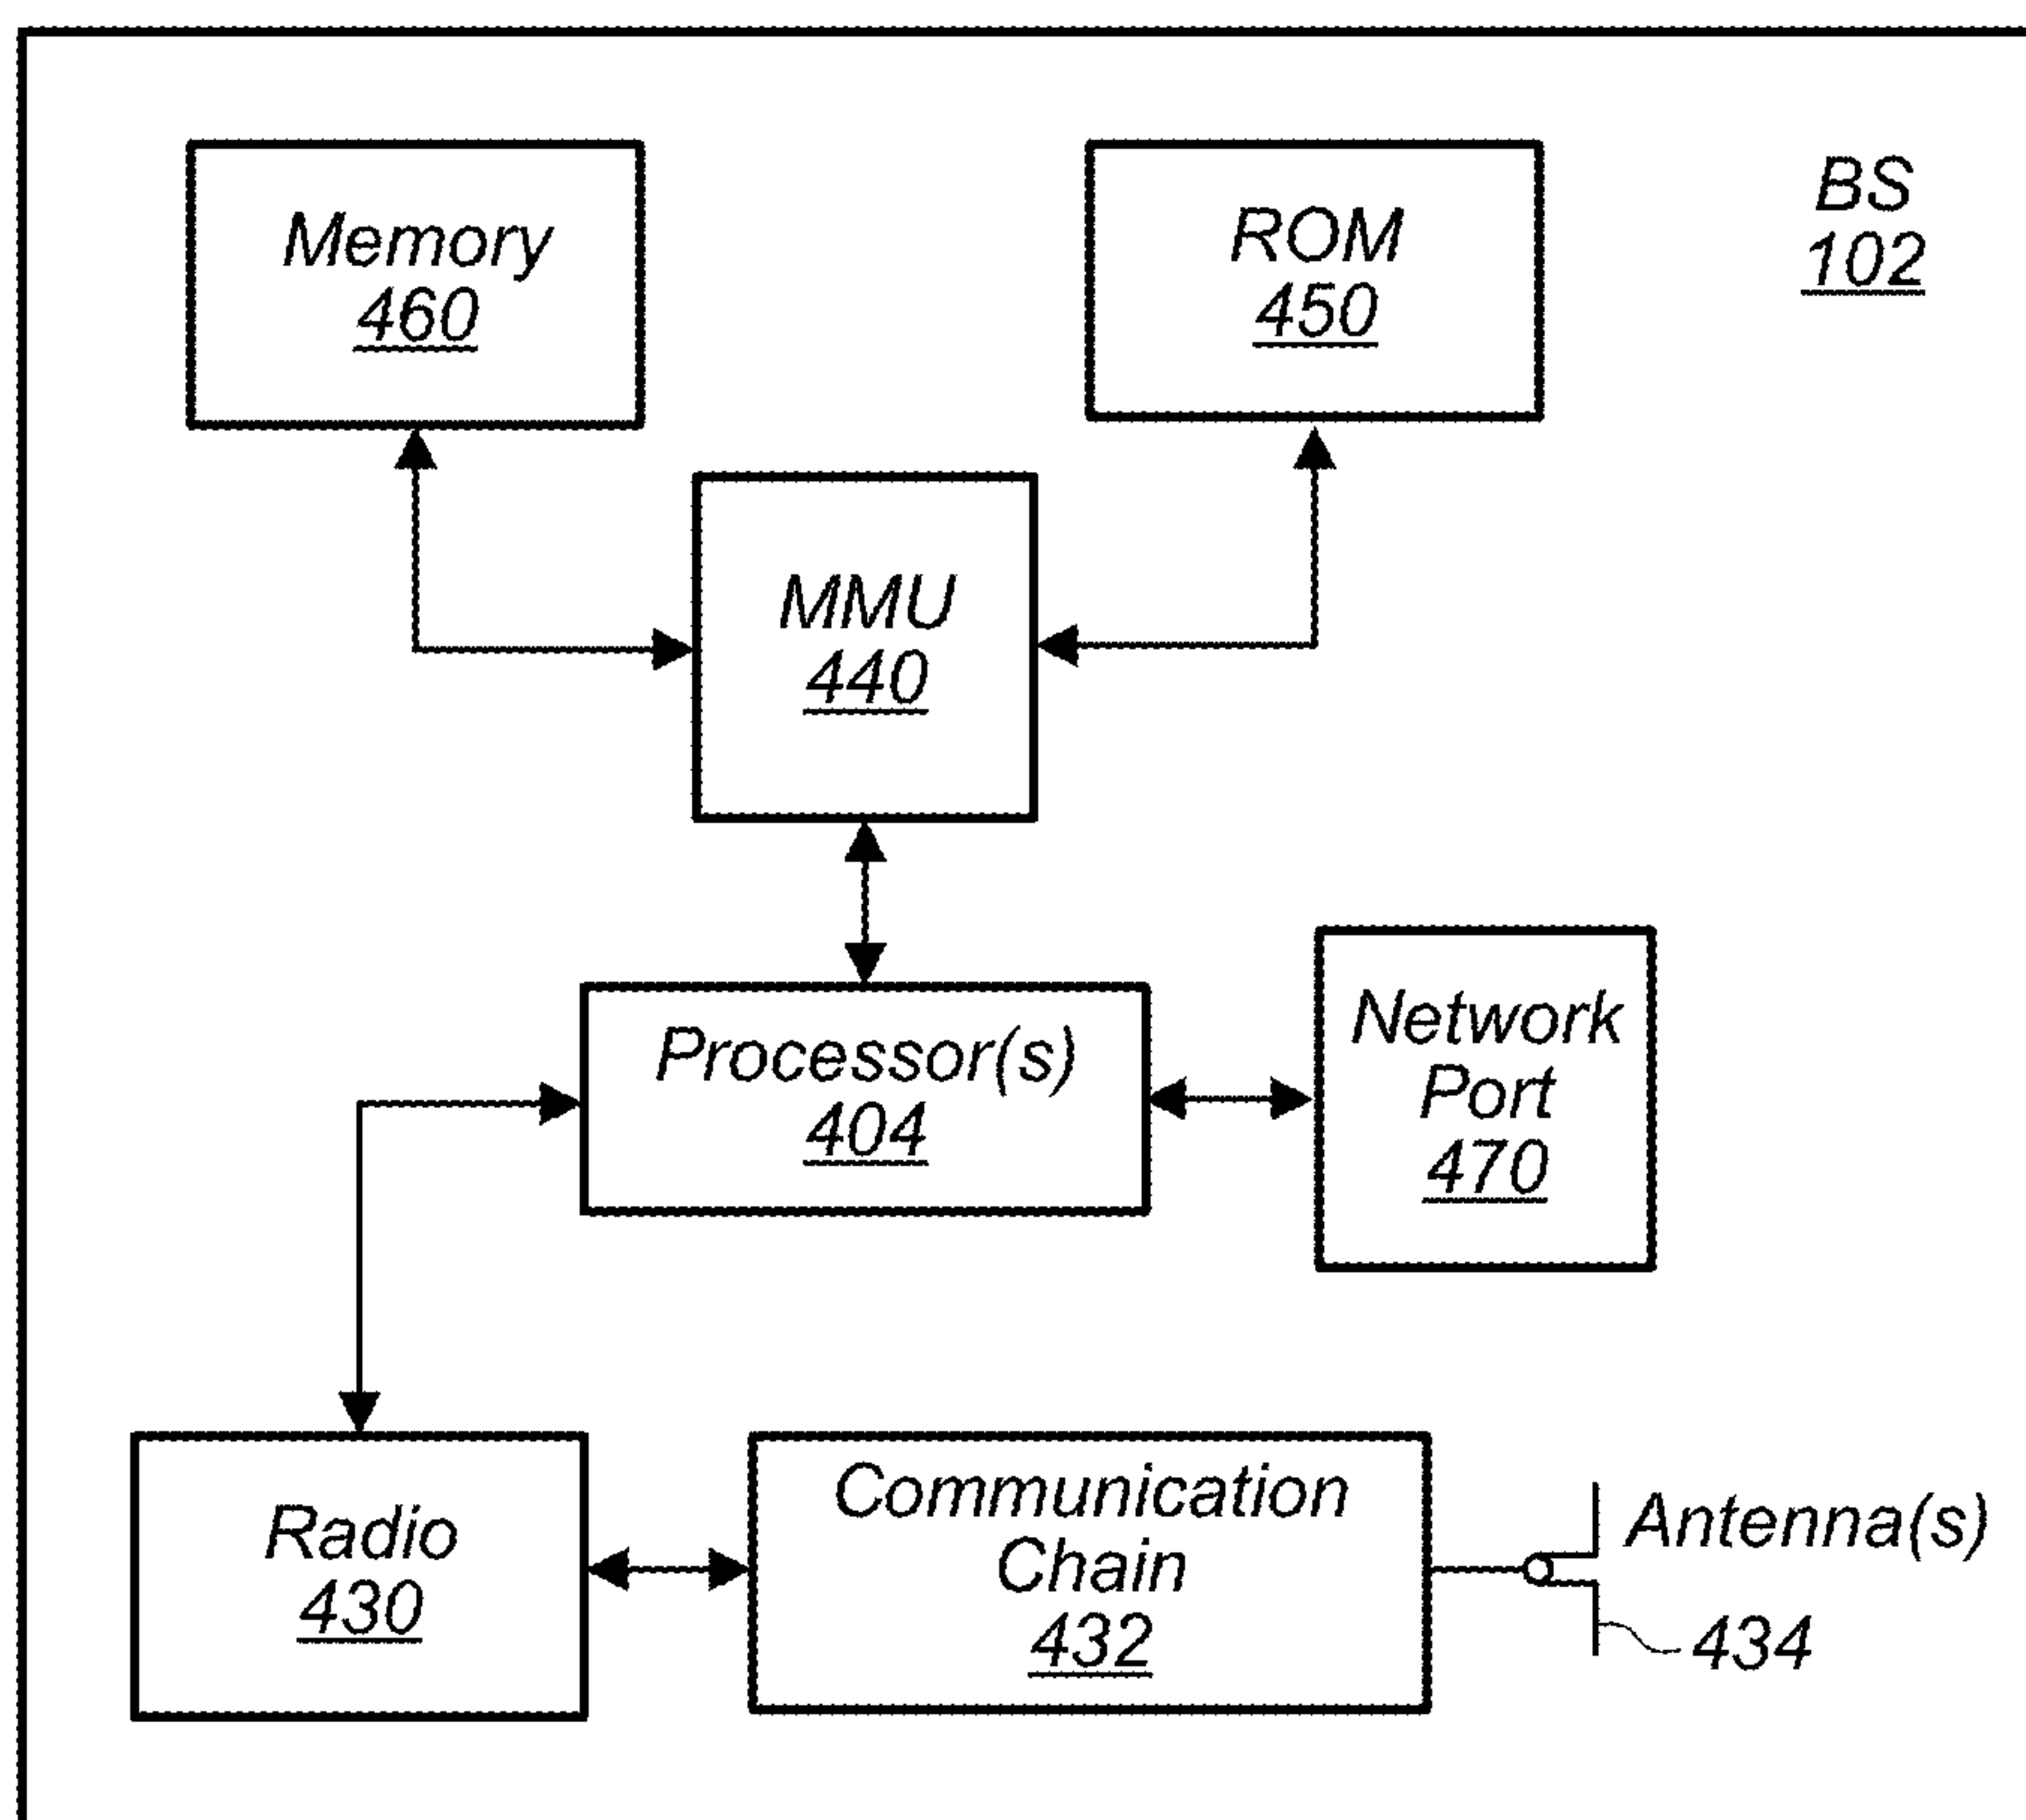 Memory
460
ROM
450
BS
102
MMU
440
Processor(s)
404
Network
Port
470
Radio
430
Communication
Chain
432
Antenna(s)
434